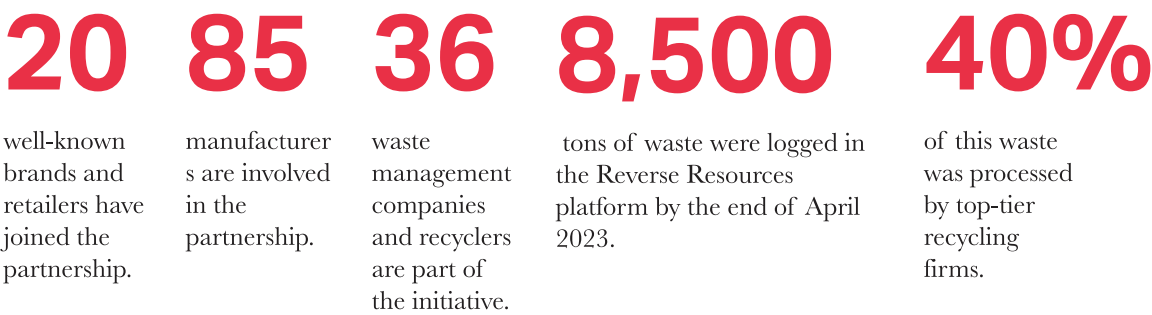 20
well-known
brands and
retailers have
joined the
partnership.
85
manufacturer
s are involved
in the
partnership.
36
waste
management
companies
and recyclers
are part of
the initiative.
8,500
tons of waste were logged in
the Reverse Resources
platform by the end of April
2023.
40%
of this waste
was processed
by top-tier
recycling
firms.